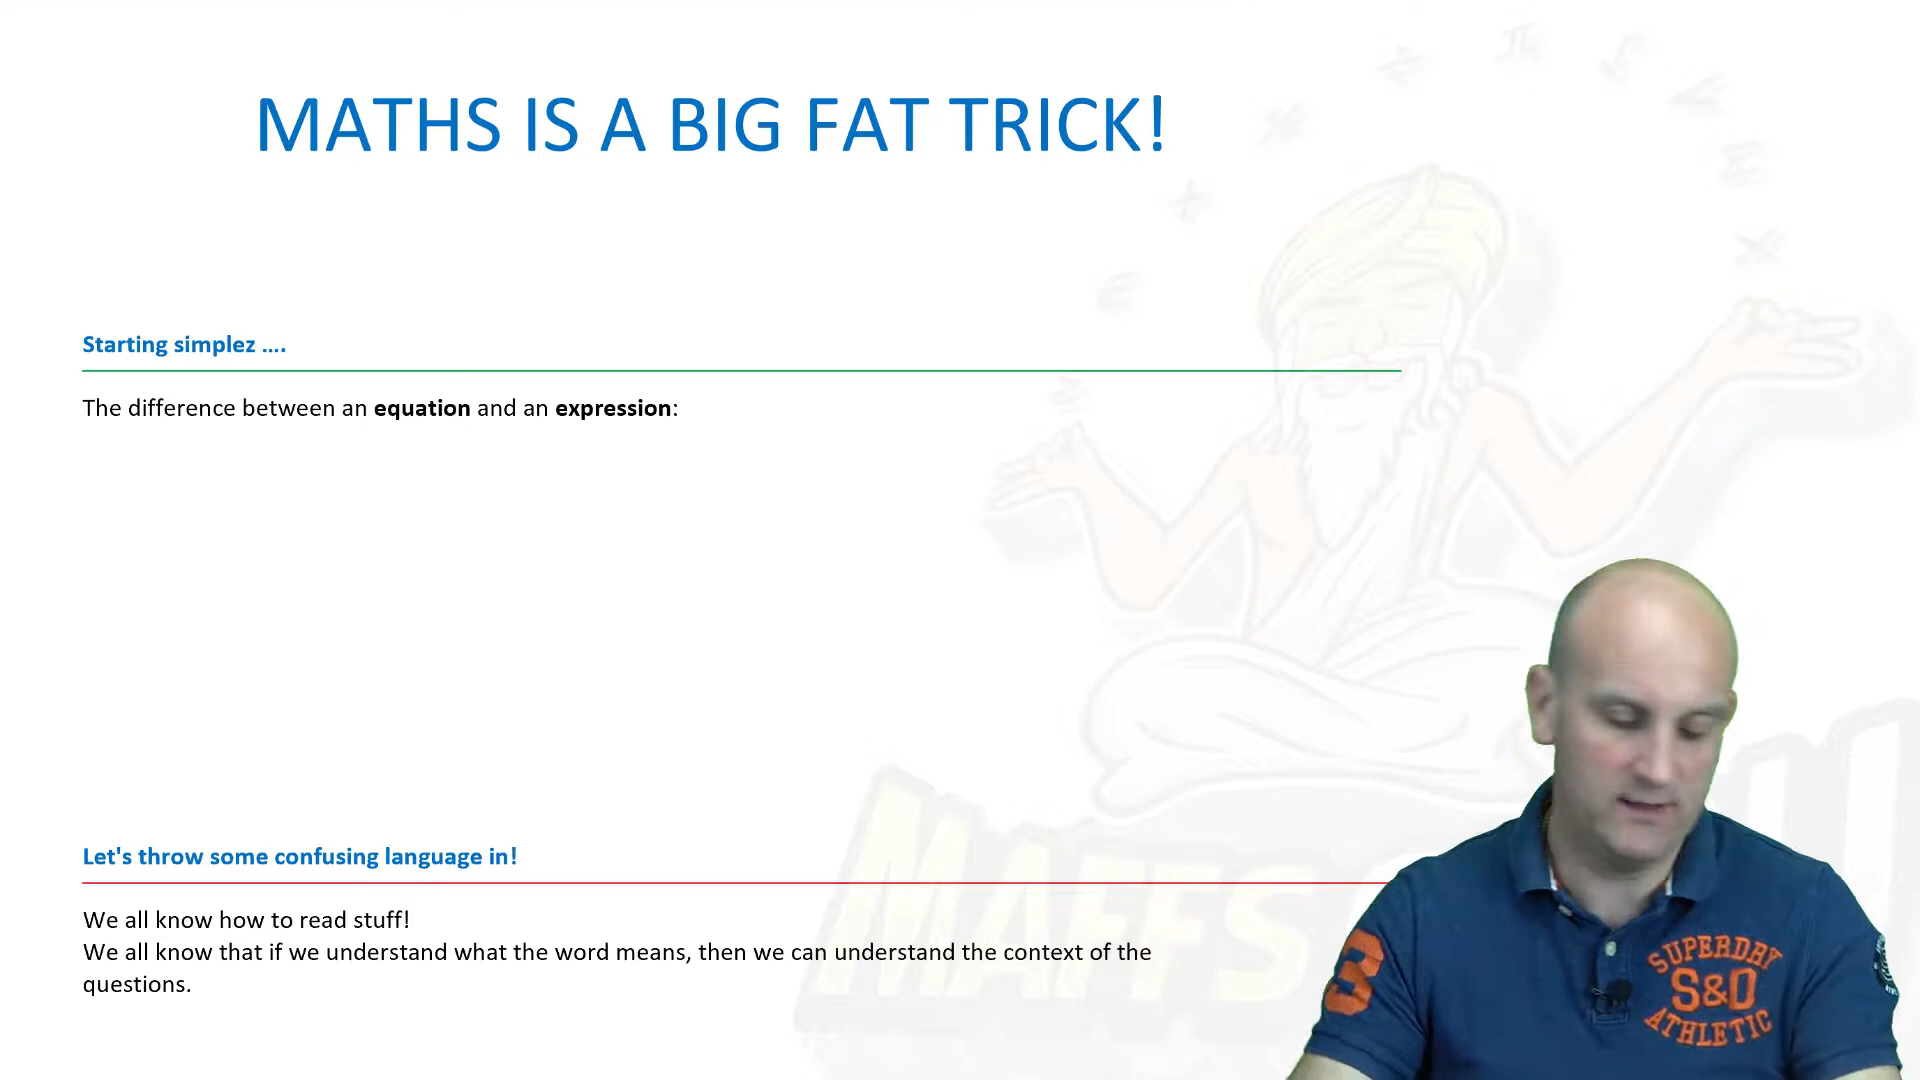 MATHS IS A BIG FAT TRICK!
Starting simplez ....
The difference between an equation and an expression:
Let's throw some confusing language in!
We all know how to read stuff!
We all know that if we understand what the word means, then we can understand the context of the
questions.
MAFFS
3
SUPERDRY
S&D
ATHLETIC